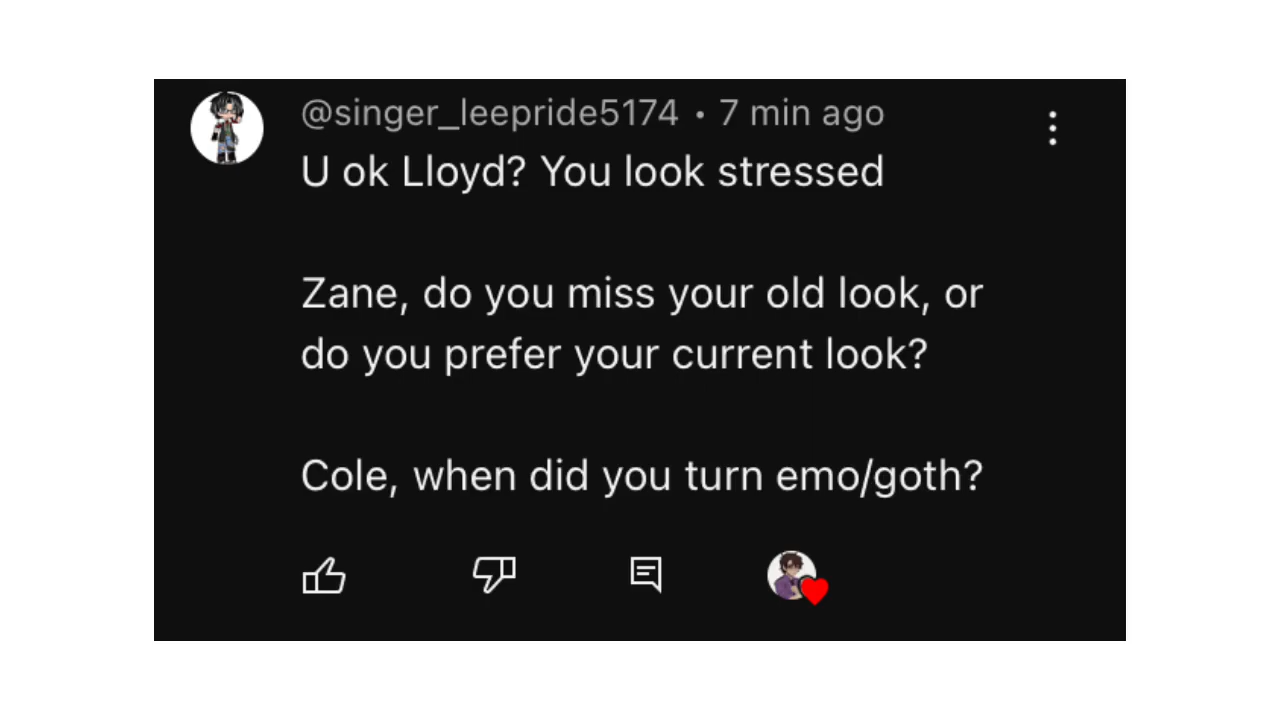 @singer_leepride5174 • 7 min ago
U ok Lloyd? You look stressed
Zane, do you miss your old look, or
do you prefer your current look?
Cole, when did you turn emo/goth?